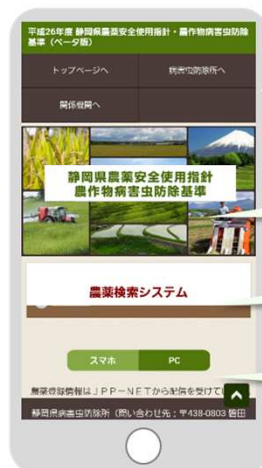 平成26年度 静岡県農薬安全使用指針・農作物病害虫防除
基準（ベータ版）
トップページへ
病害虫防除所へ
関係機関へ
静岡県農薬安全使用指針
農作物病害虫防除基準
農薬検索システム
スマホ
PC
農薬登録情報はＪＰＰ－ＮＥＴから配信を受けて
静岡県病害虫防除所（問い合わせ先：〒438-0803 磐田